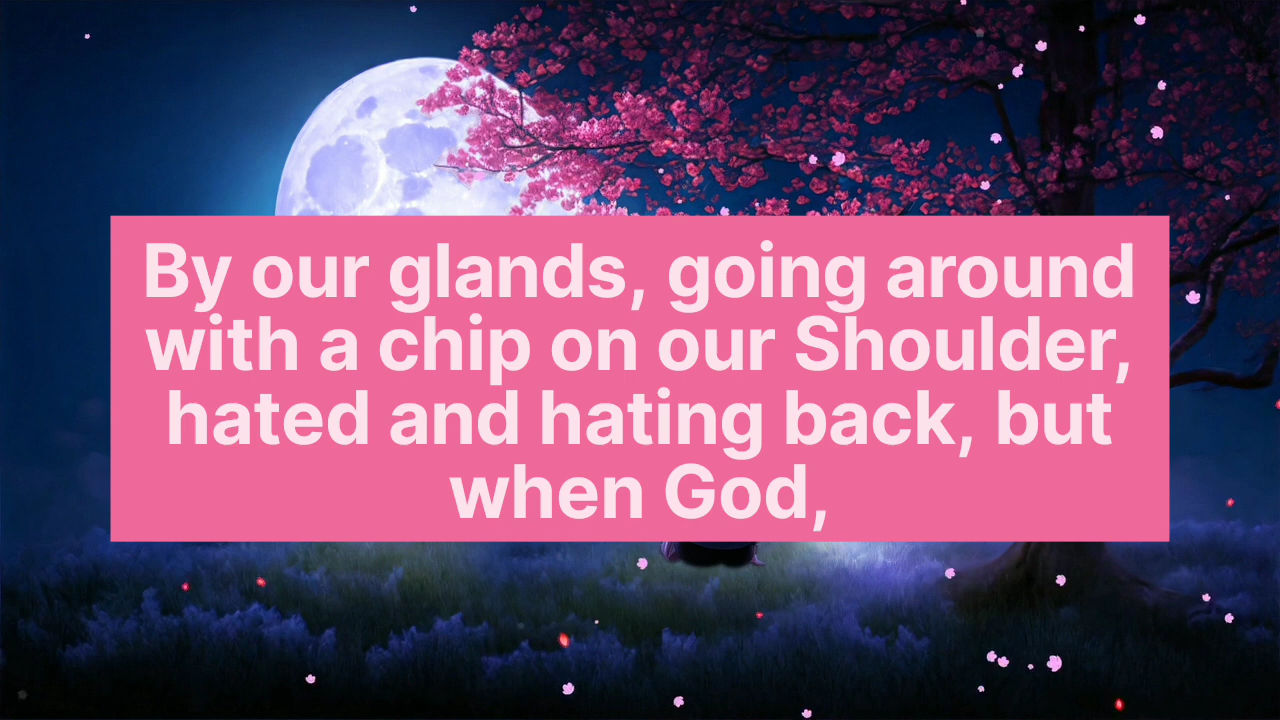 By our glands, going around
with a chip on our Shoulder,
hated and hating back, but
when God,